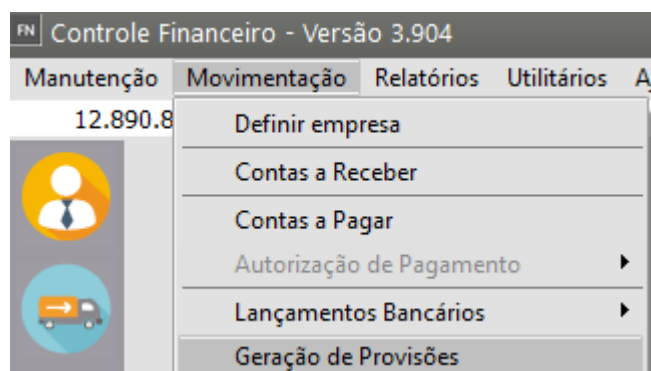 FN Controle Financeiro - Versão 3.904
Manutenção Movimentação Relatórios Utilitários
12.890.8
Definir empresa
Contas a Receber
Contas a Pagar
Autorização de Pagamento
Lançamentos Bancários
Geração de Provisões